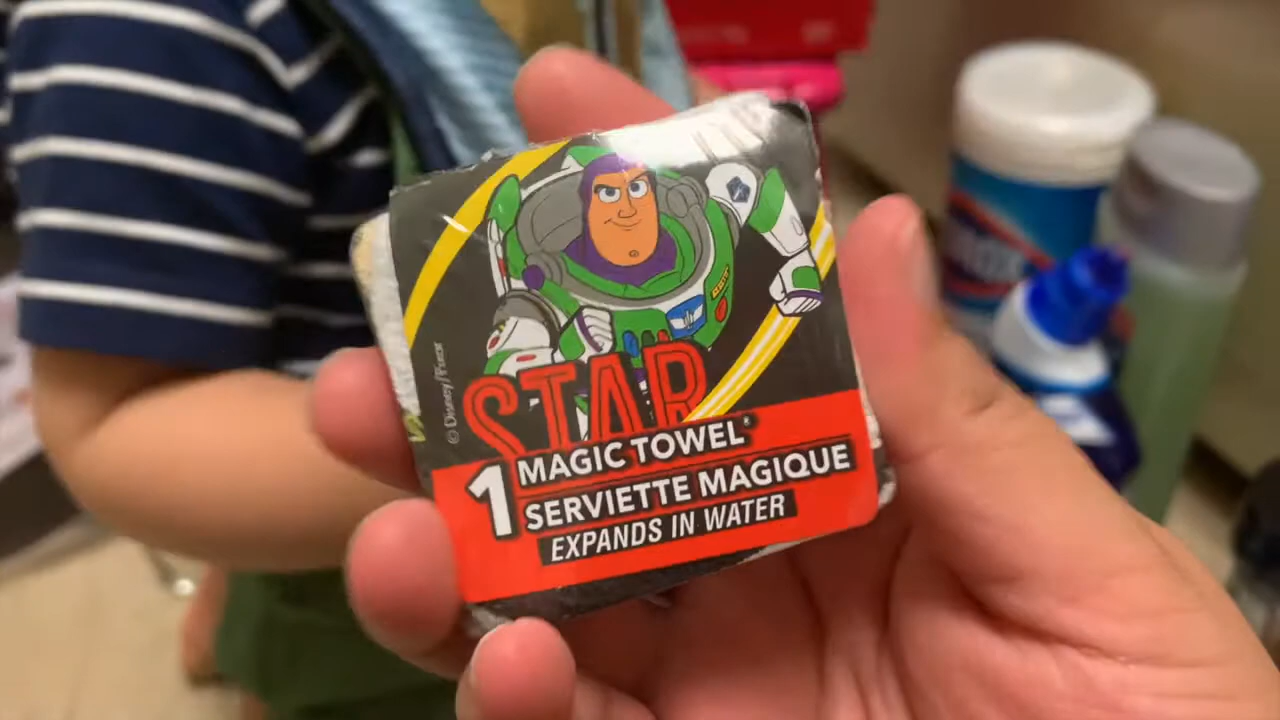 © Disney/Pixar
STAR
1 MAGIC TOWEL*
SERVIETTE MAGIQUE
EXPANDS IN WATER